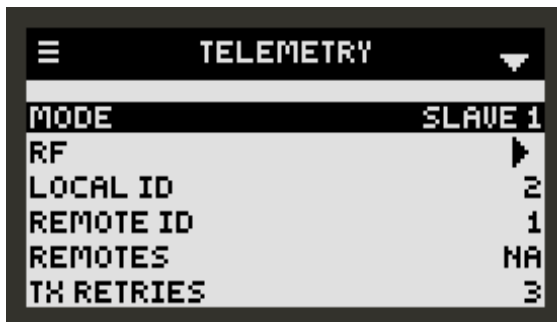 TELEMETRY
MODE SLAVE 1
RF
LOCAL ID 2
REMOTE ID 1
REMOTES NA
TX RETRIES 3